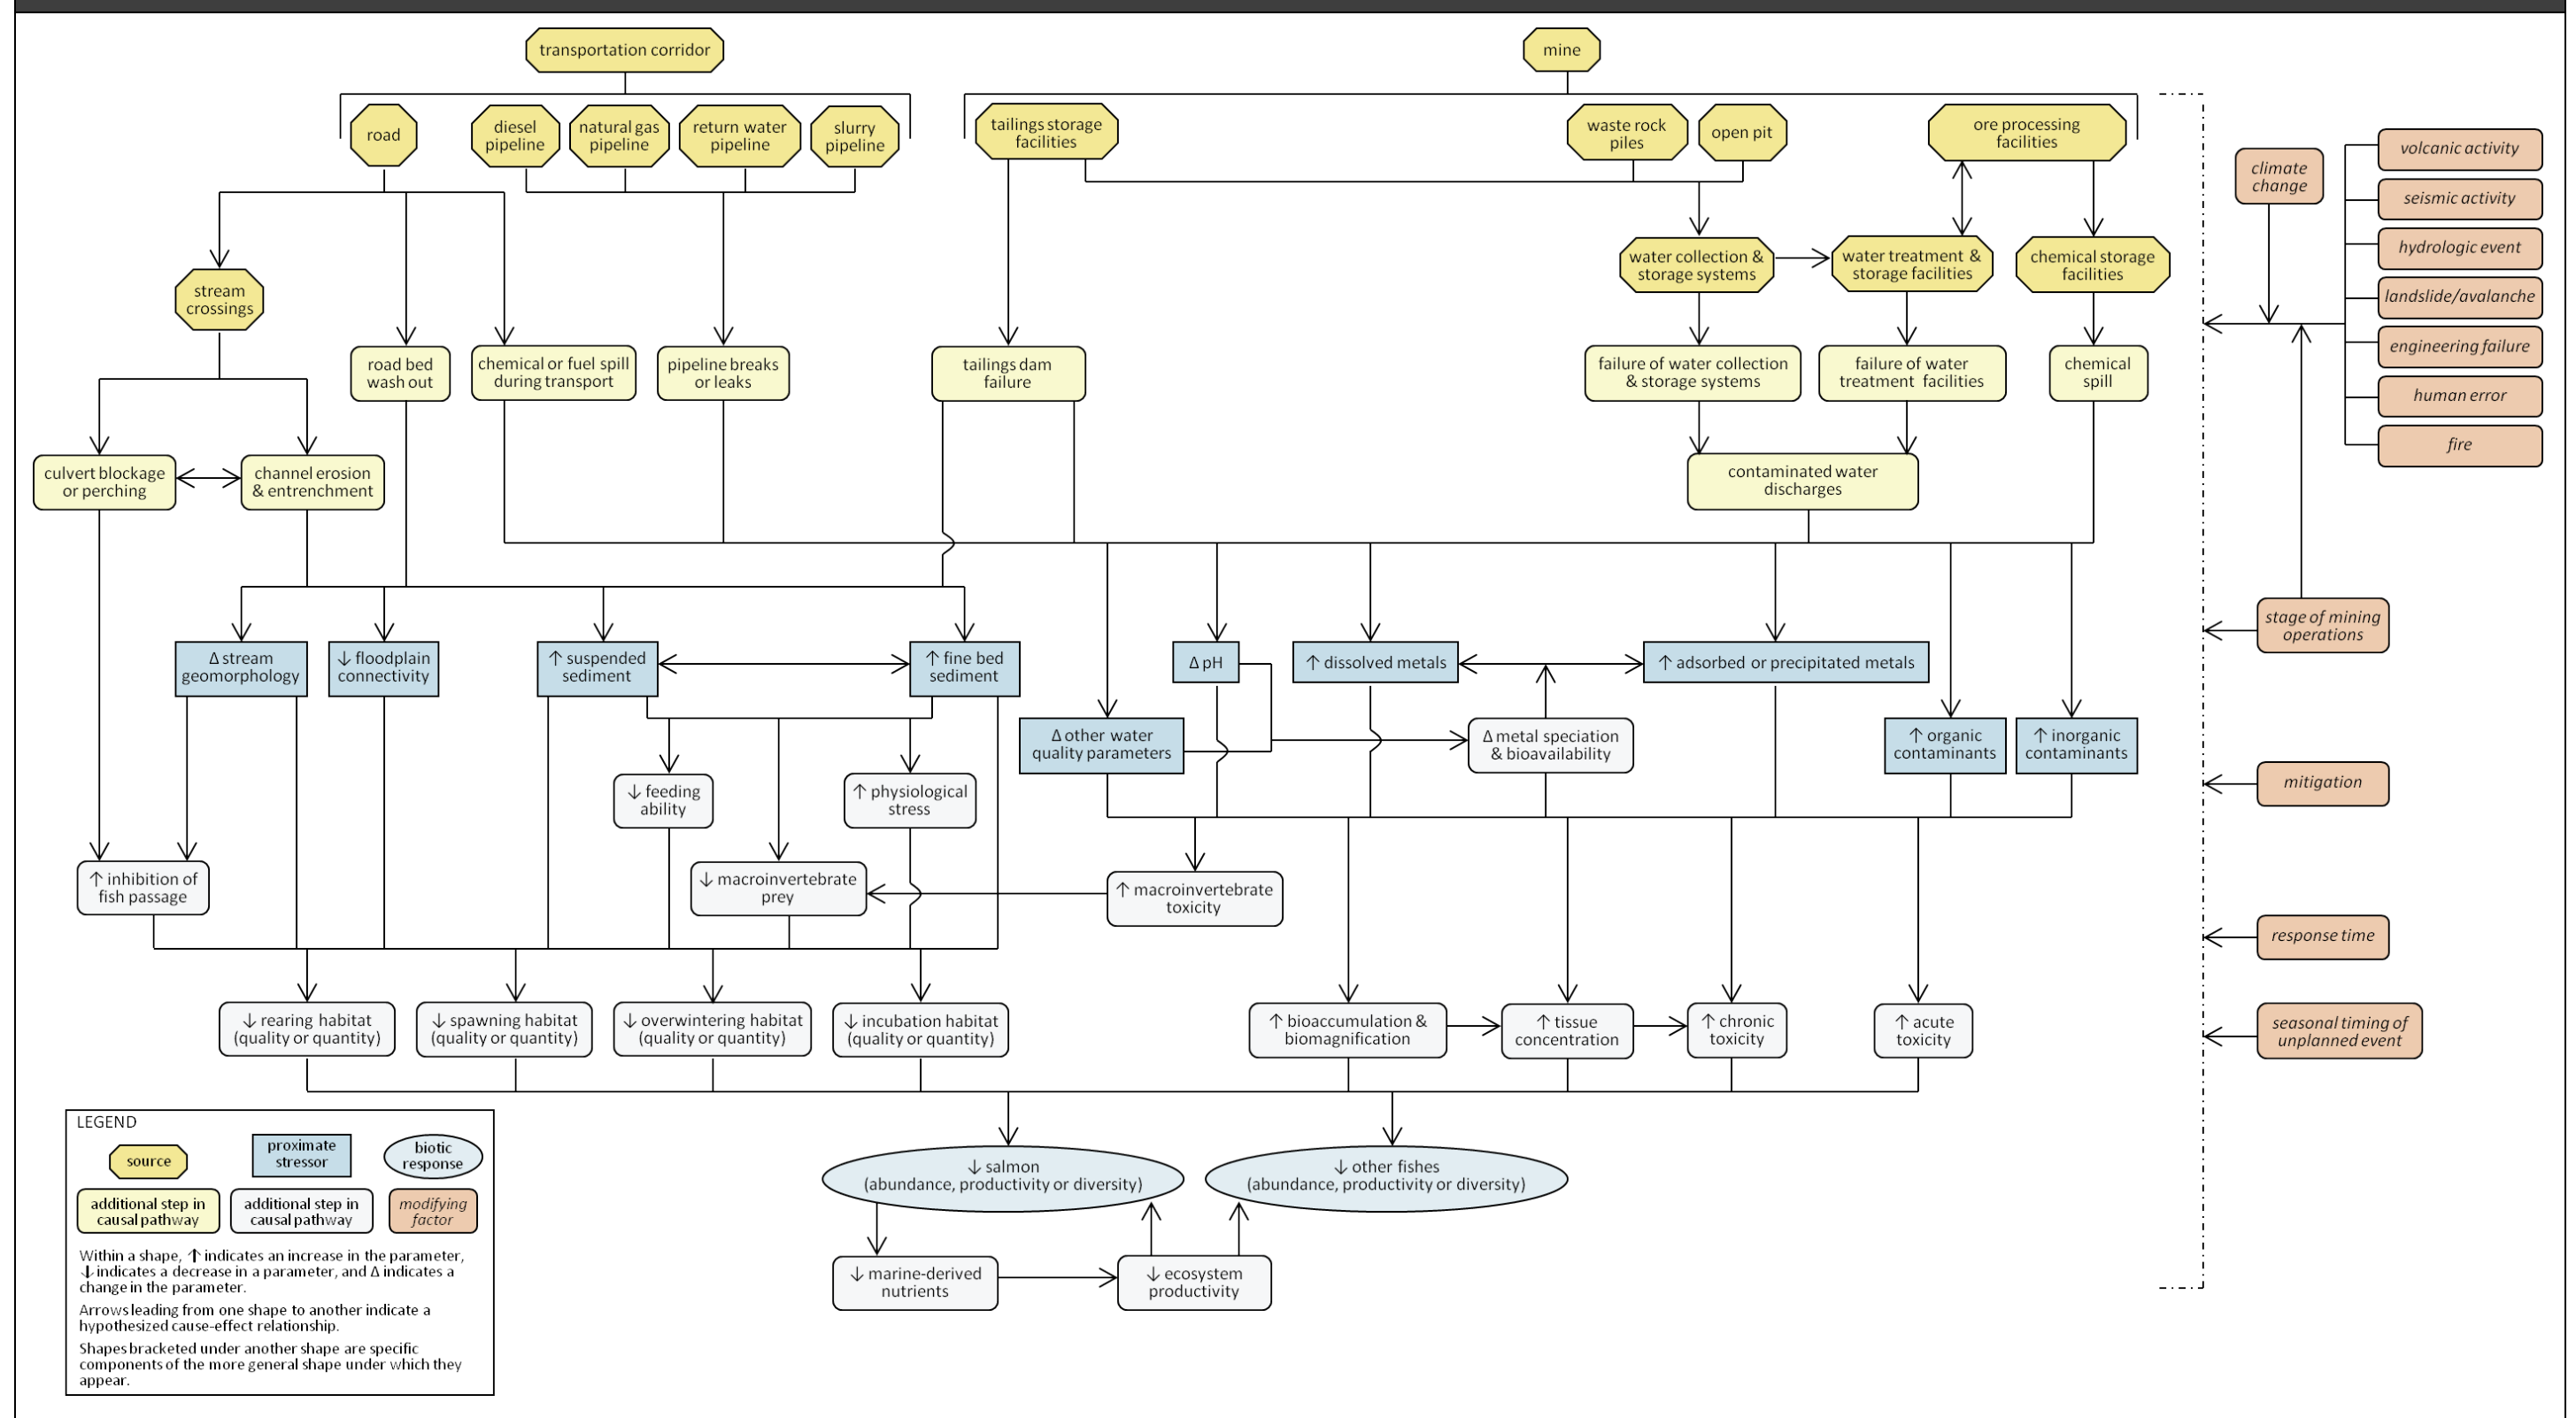 transportation corridor
mine
road
diesel
pipeline
natural gas
pipeline
return water
pipeline
slurry
pipeline
tailings storage
facilities
waste rock
piles
open pit
ore processing
facilities
climate
change
volcanic activity
seismic activity
hydrologic event
landslide/avalanche
engineering failure
human error
fire
stream
crossings
water collection &
storage systems
water treatment &
storage facilities
chemical storage
facilities
road bed
wash out
chemical or fuel spill
during transport
pipeline breaks
or leaks
tailings dam
failure
failure of water collection
& storage systems
failure of water
treatment facilities
chemical
spill
culvert blockage
or perching
channel erosion
& entrenchment
contaminated water
discharges
stage of mining
operations
Δ stream
geomorphology
↓ floodplain
connectivity
↑ suspended
sediment
↑ fine bed
sediment
Δ pH
↑ dissolved metals
↑ adsorbed or precipitated metals
Δ other water
quality parameters
Δ metal speciation
& bioavailability
↑ organic
contaminants
↑ inorganic
contaminants
mitigation
↓ feeding
ability
↑ physiological
stress
↑ inhibition of
fish passage
↓ macroinvertebrate
prey
↑ macroinvertebrate
toxicity
response time
↓ rearing habitat
(quality or quantity)
↓ spawning habitat
(quality or quantity)
↓ overwintering habitat
(quality or quantity)
↓ incubation habitat
(quality or quantity)
↑ bioaccumulation &
biomagnification
↑ tissue
concentration
↑ chronic
toxicity
↑ acute
toxicity
seasonal timing of
unplanned event
↓ salmon
(abundance, productivity or diversity)
↓ other fishes
(abundance, productivity or diversity)
↓ marine-derived
nutrients
↓ ecosystem
productivity
LEGEND
source
proximate
stressor
biotic
response
additional step in
causal pathway
additional step in
causal pathway
modifying
factor
Within a shape, ↑ indicates an increase in the parameter,
↓ indicates a decrease in a parameter, and Δ indicates a
change in the parameter.
Arrows leading from one shape to another indicate a
hypothesized cause-effect relationship.
Shapes bracketed under another shape are specific
components of the more general shape under which they
appear.